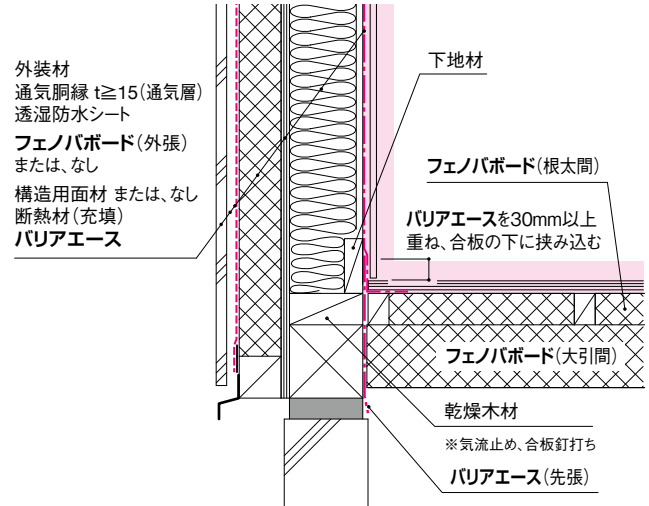 外装材
通気胴縁 t≧15(通気層)
透湿防水シート
フェノバボード(外張)
または、なし
構造用面材 または、なし
断熱材(充填)
バリアエース
下地材
フェノバボード(根太間)
バリアエースを30mm以上
重ね、合板の下に挟み込む
フェノバボード(大引間)
乾燥木材
※気流止め、合板釘打ち
バリアエース(先張)